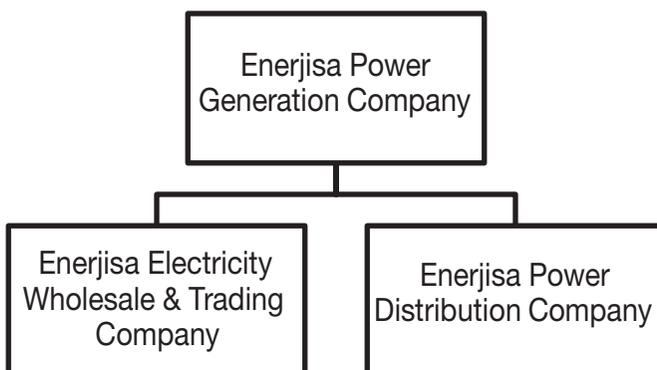 Enerjisa Power
Generation Company
Enerjisa Electricity
Wholesale & Trading
Company
Enerjisa Power
Distribution Company